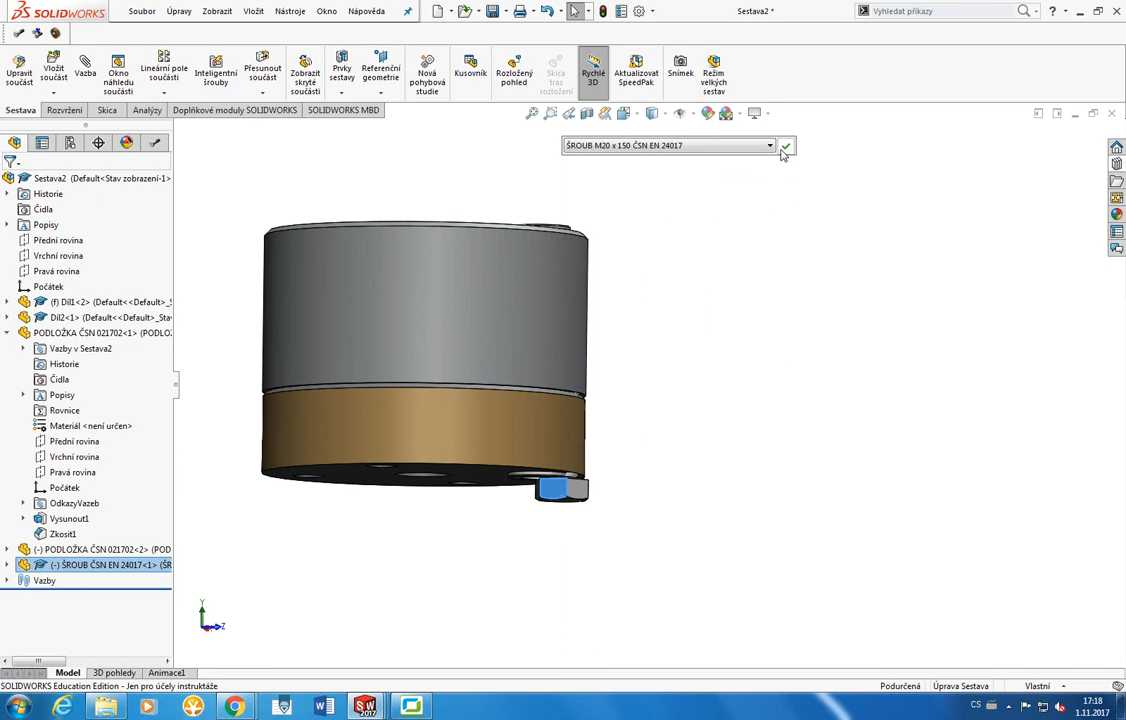 SOLIDWORKS
Soubor Úpravy Zobrazit Vložit Nástroje Okno Nápověda
Sestava2 *
Vyhledat příkazy
?
Upravit součást
Vložit součást
Vazba
Okno náhledu součásti
Lineární pole součásti
Inteligentní šrouby
Přesunout součást
Zobrazit skryté součásti
Prvky sestavy
Referenční geometrie
Nová pohybová studie
Kusovník
Rozložený pohled
Skica tras rozložení
Rychlé 3D
Aktualizovat SpeedPak
Snímek
Režim velkých sestav
Sestava Rozvržení Skica Analýzy Doplňkové moduly SOLIDWORKS SOLIDWORKS MBD
ŠROUB M20 x 150 ČSN EN 24017
Sestava2 (Default<Stav zobrazení-1>
Historie
Čidla
Popisy
Přední rovina
Vrchní rovina
Pravá rovina
Počátek
(f) Díl1<2> (Default<<Default>_S
Díl2<1> (Default<<Default>_Stav
PODLOŽKA ČSN 021702<1> (PODLO
Vazby v Sestava2
Historie
Čidla
Popisy
Rovnice
Materiál <není určen>
Přední rovina
Vrchní rovina
Pravá rovina
Počátek
OdkazyVazeb
Vysunout1
Zkosit1
(-) PODLOŽKA ČSN 021702<2> (POD
(-) ŠROUB ČSN EN 24017<1> (ŠR
Vazby
Y
Z
Model 3D pohledy Animace1
SOLIDWORKS Education Edition - Jen pro účely instruktáže
Podurčená Úprava Sestava Vlastní
CS
17:18
1.11.2017